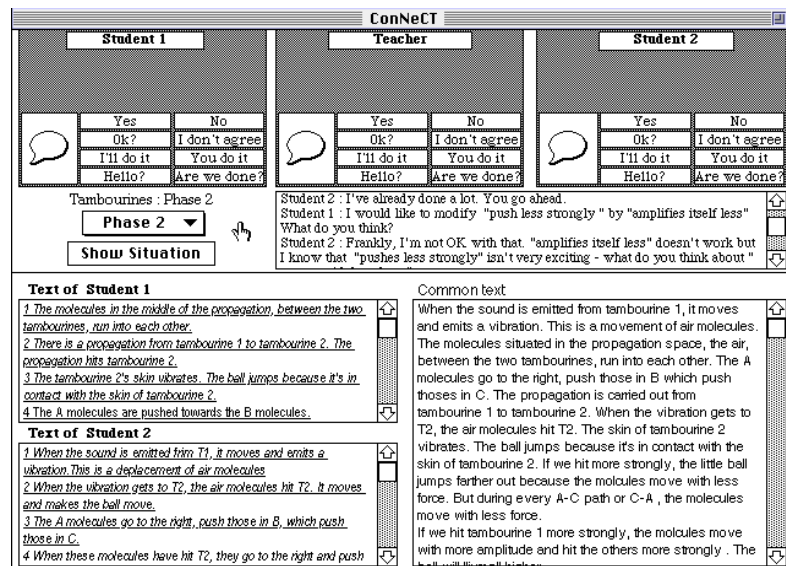 ConNeCT
Student 1
Teacher
Student 2
Yes No
Ok? I don't agree
I'll do it You do it
Hello? Are we done?
Yes No
Ok? I don't agree
I'll do it You do it
Hello? Are we done?
Yes No
Ok? I don't agree
I'll do it You do it
Hello? Are we done?
Tambourines : Phase 2
Phase 2
Show Situation
Student 2 : I've already done a lot. You go ahead.
Student 1 : I would like to modify "push less strongly " by "amplifies itself less"
What do you think?
Student 2 : Frankly, I'm not OK with that. "amplifies itself less" doesn't work but
I know that "pushes less strongly" isn't very exciting - what do you think about "
Text of Student 1
1 The molecules in the middle of the propagation, between the two
tambourines, run into each other.
2 There is a propagation from tambourine 1 to tambourine 2. The
propagation hits tambourine 2.
3 The tambourine 2's skin vibrates. The ball jumps because it's in
contact with the skin of tambourine 2.
4 The A molecules are pushed towards the B molecules.
Text of Student 2
1 When the sound is emitted frim T1, it moves and emits a
vibration.This is a deplacement of air molecules
2 When the vibration gets to T2, the air molecules hit T2. It moves
and makes the ball move.
3 The A molecules go to the right, push those in B, which push
those in C.
4 When these molecules have hit T2, they go to the right and push
Common text
When the sound is emitted from tambourine 1, it moves
and emits a vibration. This is a movement of air molecules.
The molecules situated in the propagation space, the air,
between the two tambourines, run into each other. The A
molecules go to the right, push those in B which push
thoses in C. The propagation is carried out from
tambourine 1 to tambourine 2. When the vibration gets to
T2, the air molecules hit T2. The skin of tambourine 2
vibrates. The ball jumps because it's in contact with the
skin of tambourine 2. If we hit more strongly, the little ball
jumps farther out because the molcules move with less
force. But during every A-C path or C-A , the molecules
move with less force.
If we hit tambourine 1 more strongly, the molcules move
with more amplitude and hit the others more strongly . The